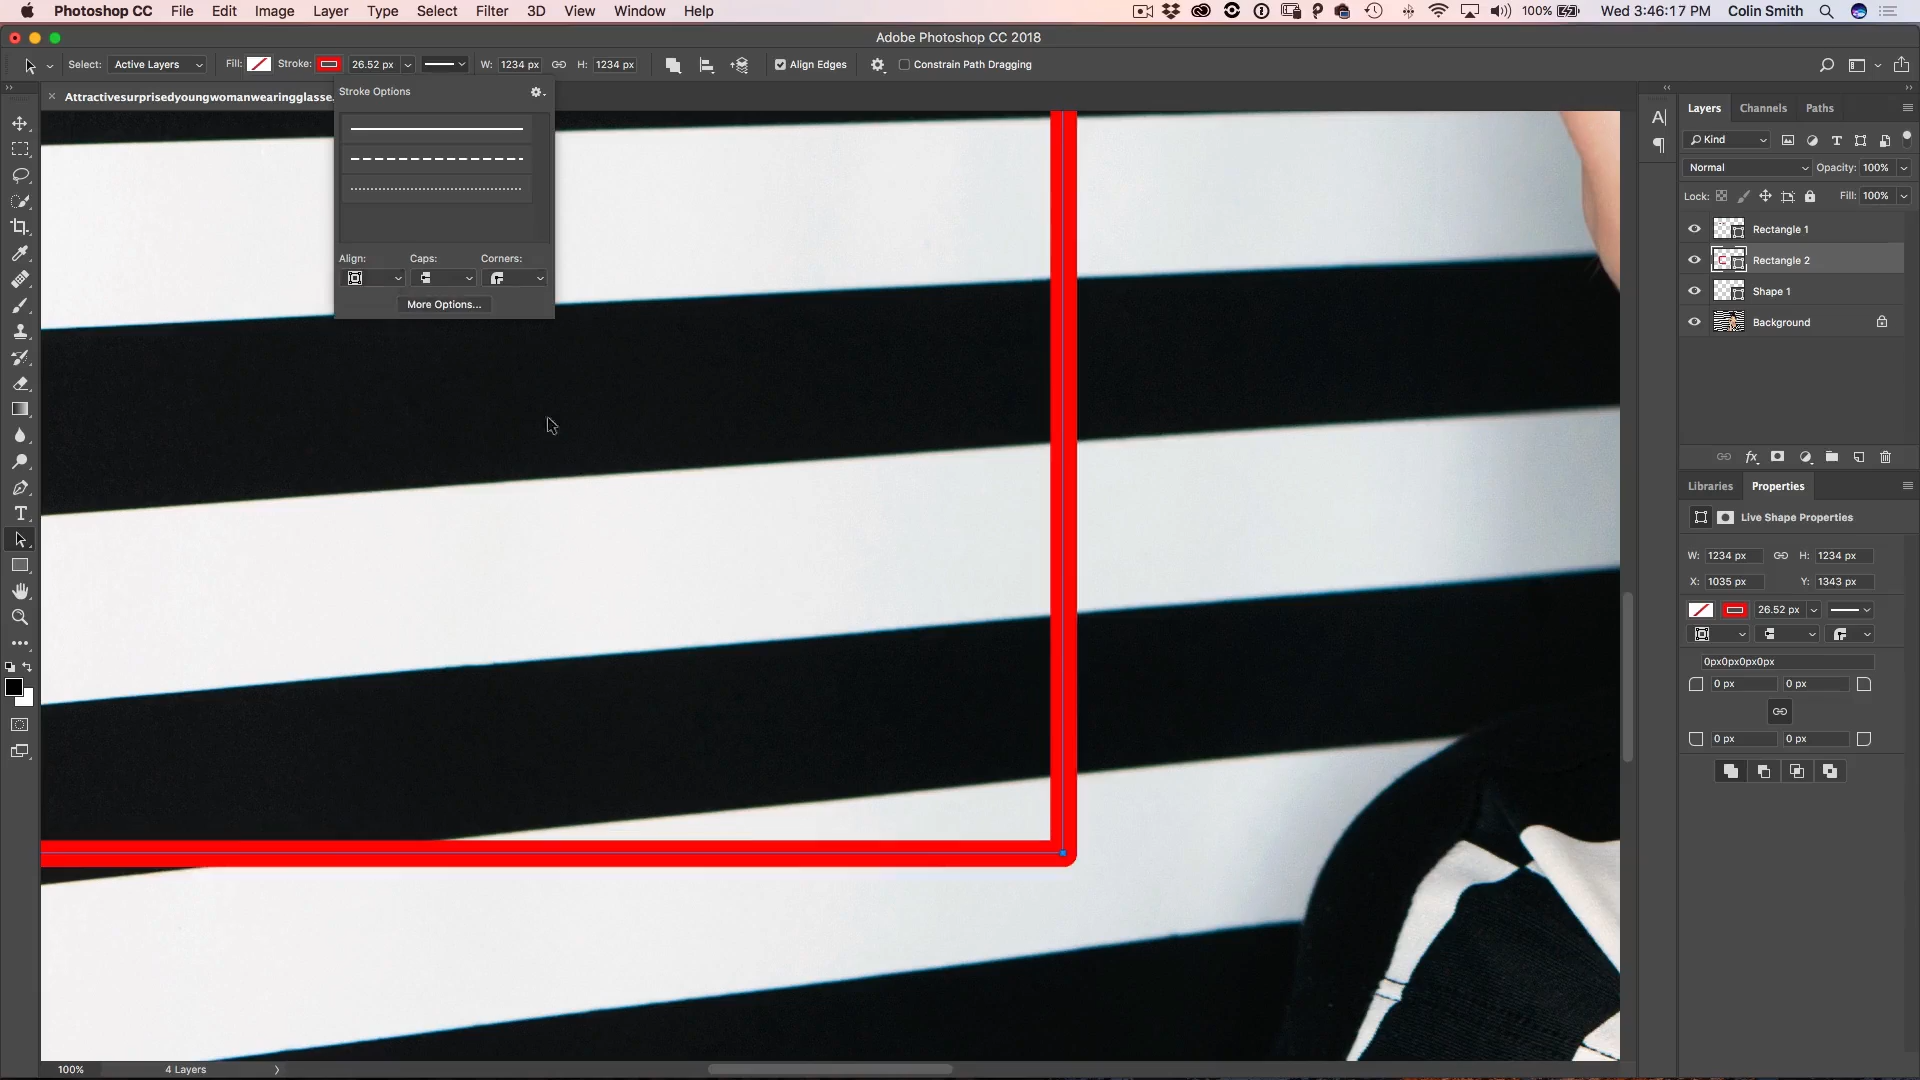 Photoshop CC File Edit Image Layer Type Select Filter 3D View Window Help 100% Wed 3:46:17 PM Colin Smith
Adobe Photoshop CC 2018
Select: Active Layers Fill: Stroke: 26.52 px W: 1234 px H: 1234 px Align Edges Constrain Path Dragging
Attractivesurprisedyoungwomanwearingglasse.
Stroke Options
Align: Caps: Corners:
More Options...
Layers Channels Paths
Kind
Normal Opacity: 100%
Lock: Fill: 100%
Rectangle 1
Rectangle 2
Shape 1
Background
fx
Libraries Properties
Live Shape Properties
W: 1234 px H: 1234 px
X: 1035 px Y: 1343 px
26.52 px
0px0px0px0px
0 px 0 px
0 px 0 px
100% 4 Layers